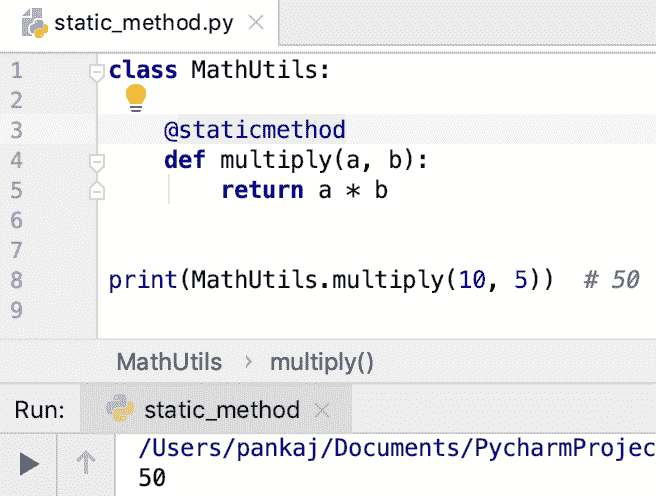 static_method.py
1 class MathUtils:
2
3     @staticmethod
4     def multiply(a, b):
5         return a * b
6
7
8 print(MathUtils.multiply(10, 5))  # 50
9
MathUtils › multiply()
Run: static_method
/Users/pankaj/Documents/PycharmProjec
50